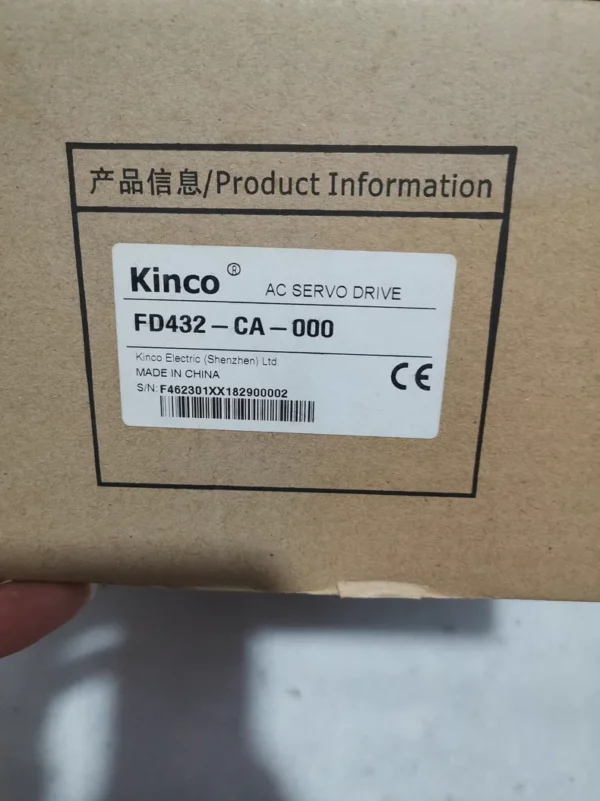 产品信息/Product Information
Kinco® AC SERVO DRIVE
FD432-CA-000
Kinco Electric (Shenzhen) Ltd.
MADE IN CHINA
S/N: F462301XX182900002
CE